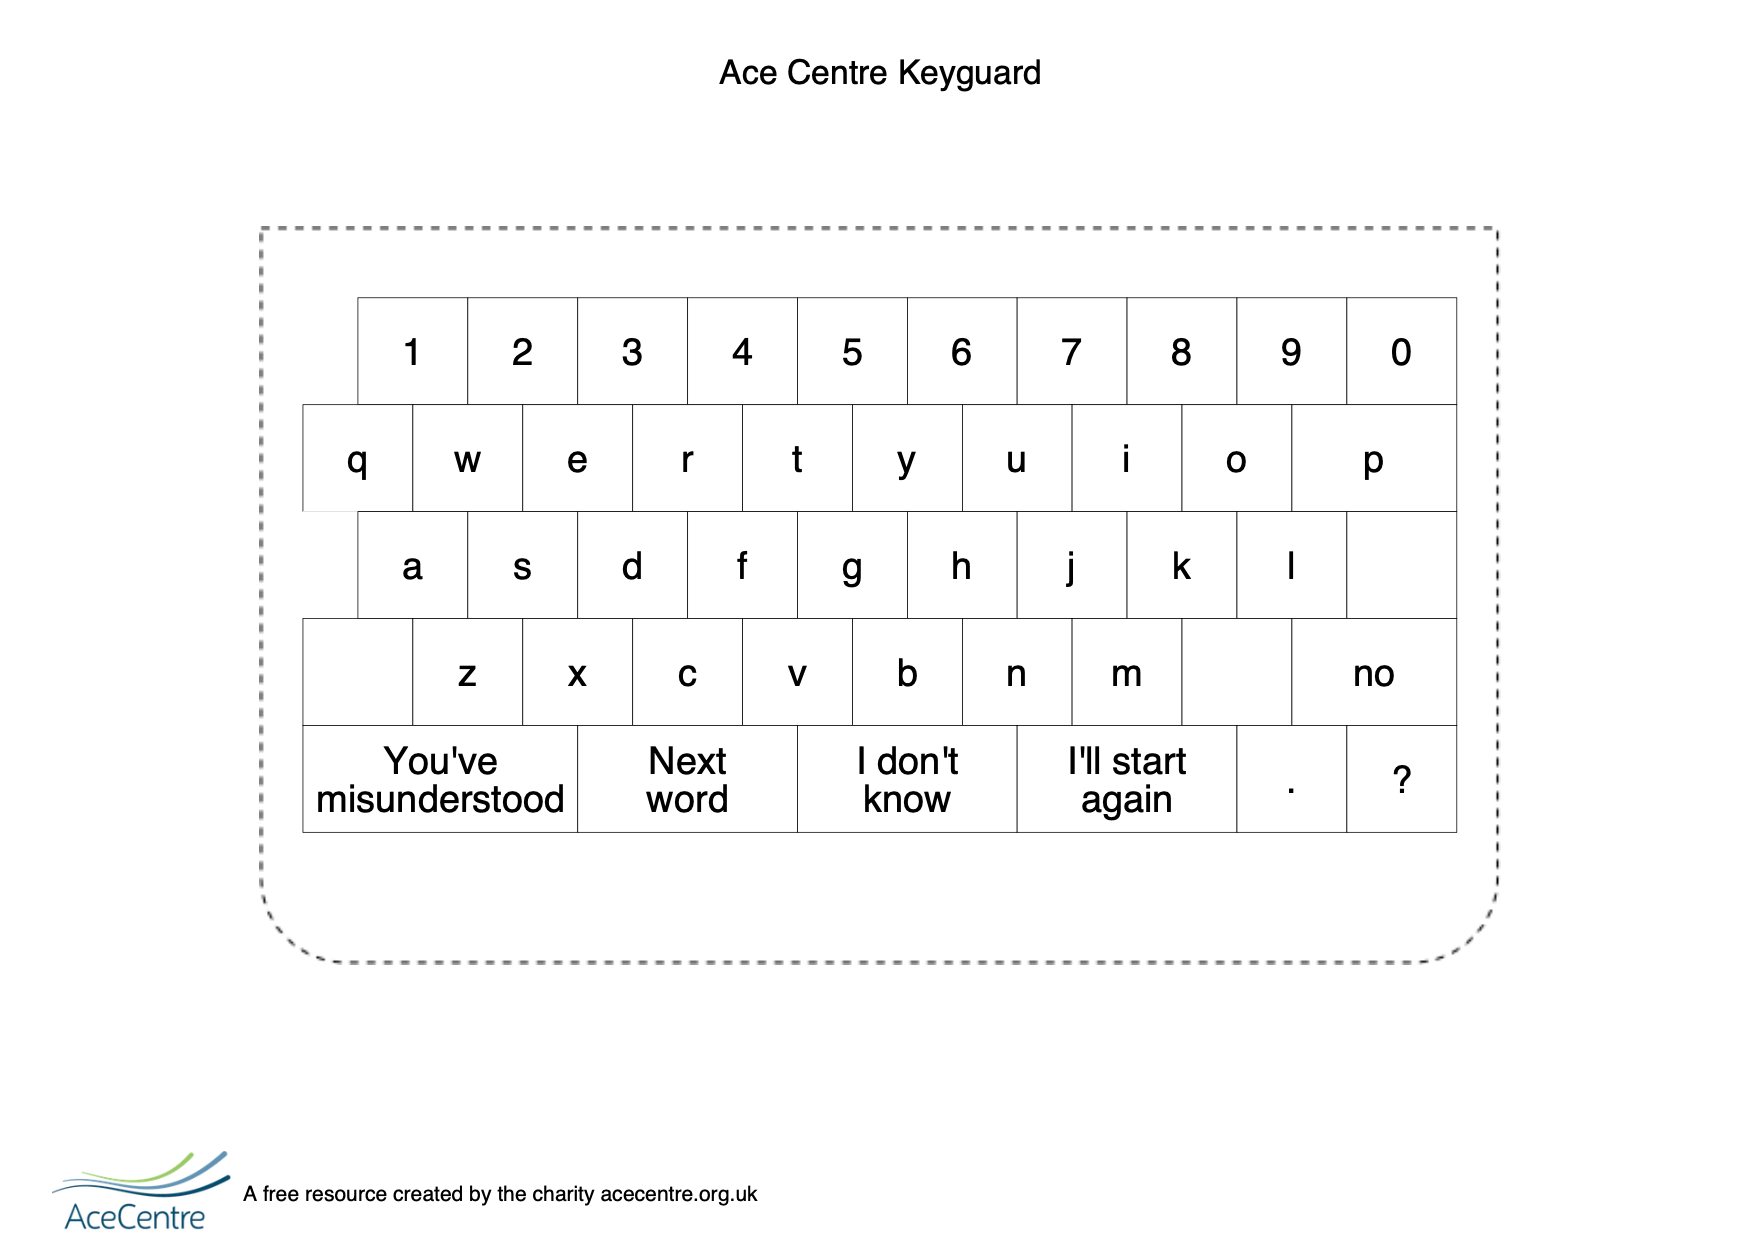 Ace Centre Keyguard
1 2 3 4 5 6 7 8 9 0
q w e r t y u i o p
a s d f g h j k l
z x c v b n m no
You've misunderstood Next word I don't know I'll start again . ?
AceCentre
A free resource created by the charity acecentre.org.uk